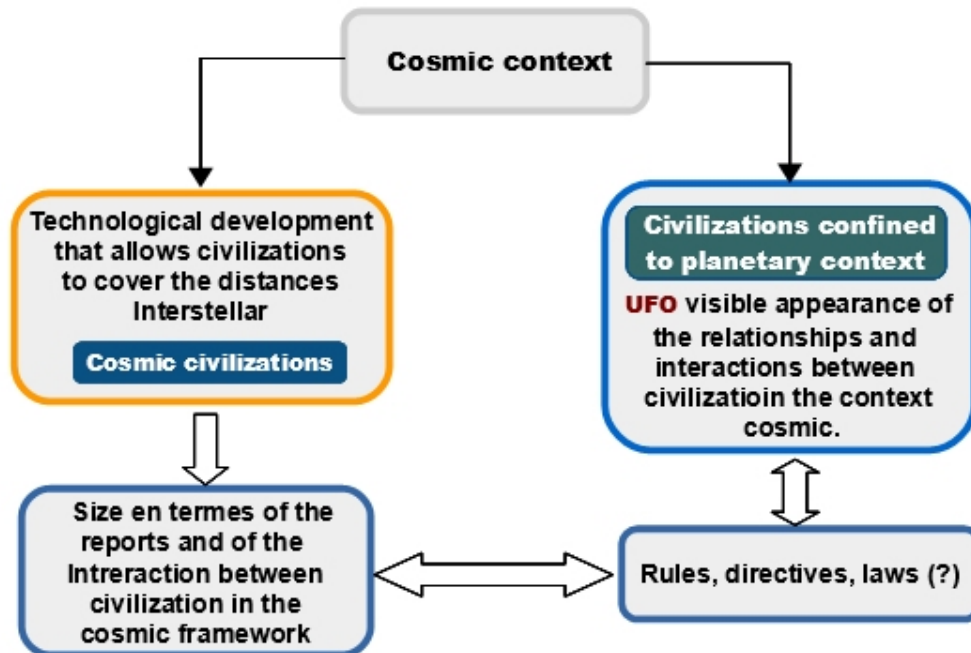 Cosmic context
Technological development
that allows civilizations
to cover the distances
Interstellar
Cosmic civilizations
Civilizations confined
to planetary context
UFO visible appearance of
the relationships and
interactions between
civilizatioin the context
cosmic.
Size en termes of the
reports and of the
Intreraction between
civilization in the
cosmic framework
Rules, directives, laws (?)